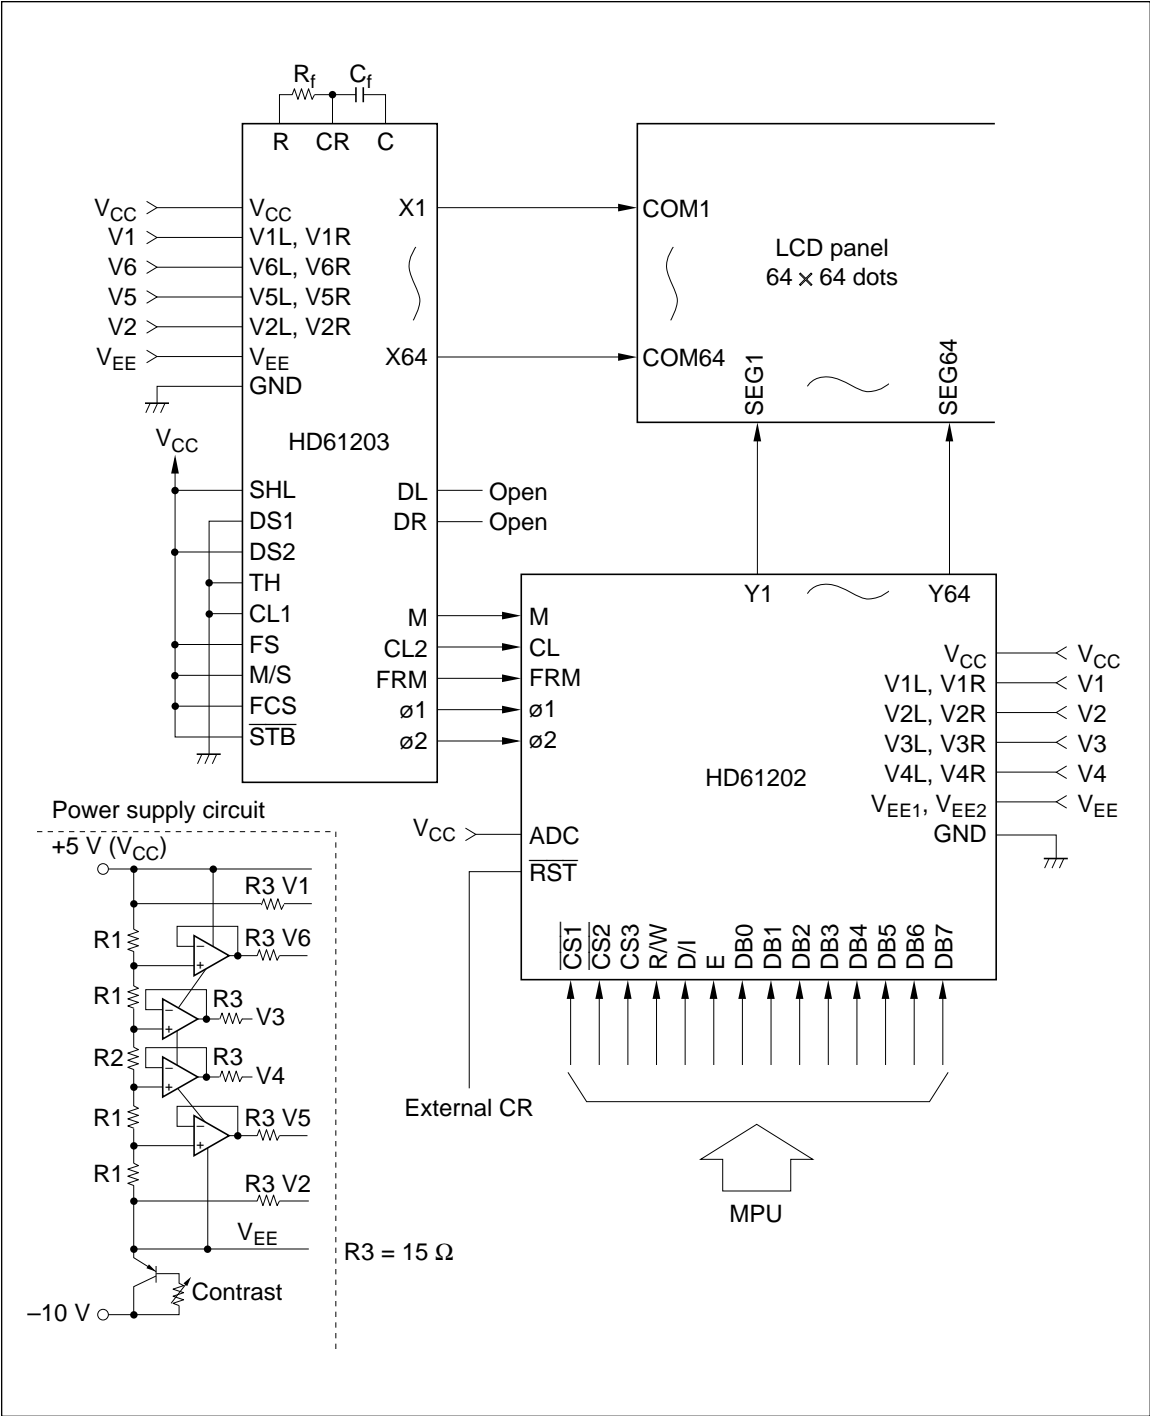 Rf
Cf
R
CR
C
VCC
VCC
X1
COM1
V1
V1L, V1R
V6
V6L, V6R
V5
V5L, V5R
V2
V2L, V2R
VEE
VEE
X64
COM64
GND
LCD panel
64 × 64 dots
SEG1
SEG64
VCC
HD61203
SHL
DL
Open
DS1
DR
Open
DS2
TH
CL1
M
M
FS
CL2
CL
M/S
FRM
FRM
FCS
ø1
ø1
STB
ø2
ø2
Y1
Y64
VCC
VCC
V1L, V1R
V1
V2L, V2R
V2
V3L, V3R
V3
V4L, V4R
V4
VEE1, VEE2
VEE
GND
HD61202
VCC
ADC
RST
CS1
CS2
CS3
R/W
D/I
E
DB0
DB1
DB2
DB3
DB4
DB5
DB6
DB7
External CR
MPU
Power supply circuit
+5 V (VCC)
R3 V1
R1
–
+
R3 V6
R1
–
+
R3
V3
R2
–
+
R3
V4
R1
–
+
R3 V5
R1
R3 V2
VEE
R3 = 15 Ω
Contrast
–10 V